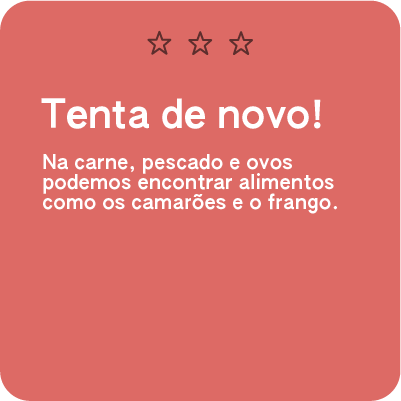 Tenta de novo!
Na carne, pescado e ovos
podemos encontrar alimentos
como os camarões e o frango.